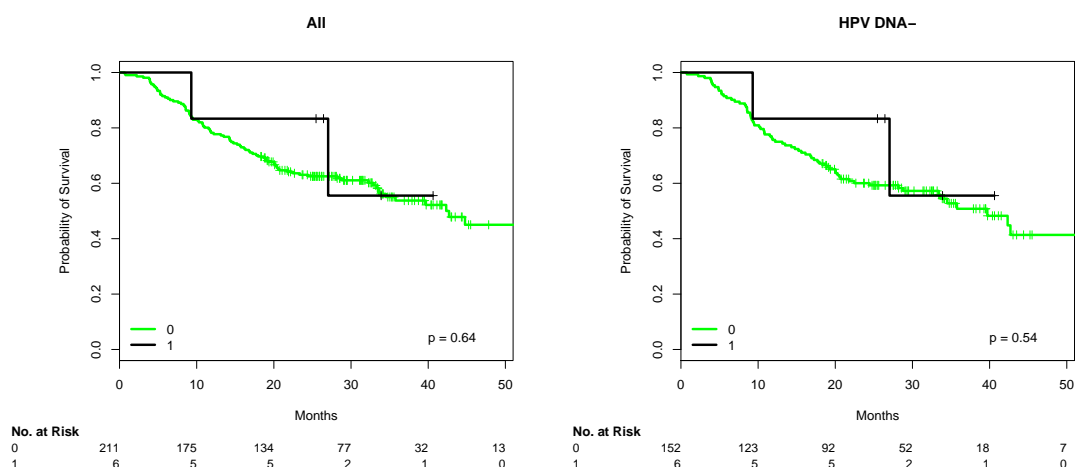 All
Probability of Survival
1.0
0.8
0.6
0.4
0.2
0.0
0
1
p = 0.64
0 10 20 30 40 50
Months
No. at Risk
0 211 175 134 77 32 13
1 6 5 5 2 1 0
HPV DNA−
Probability of Survival
1.0
0.8
0.6
0.4
0.2
0.0
0
1
p = 0.54
0 10 20 30 40 50
Months
No. at Risk
0 152 123 92 52 18 7
1 6 5 5 2 1 0